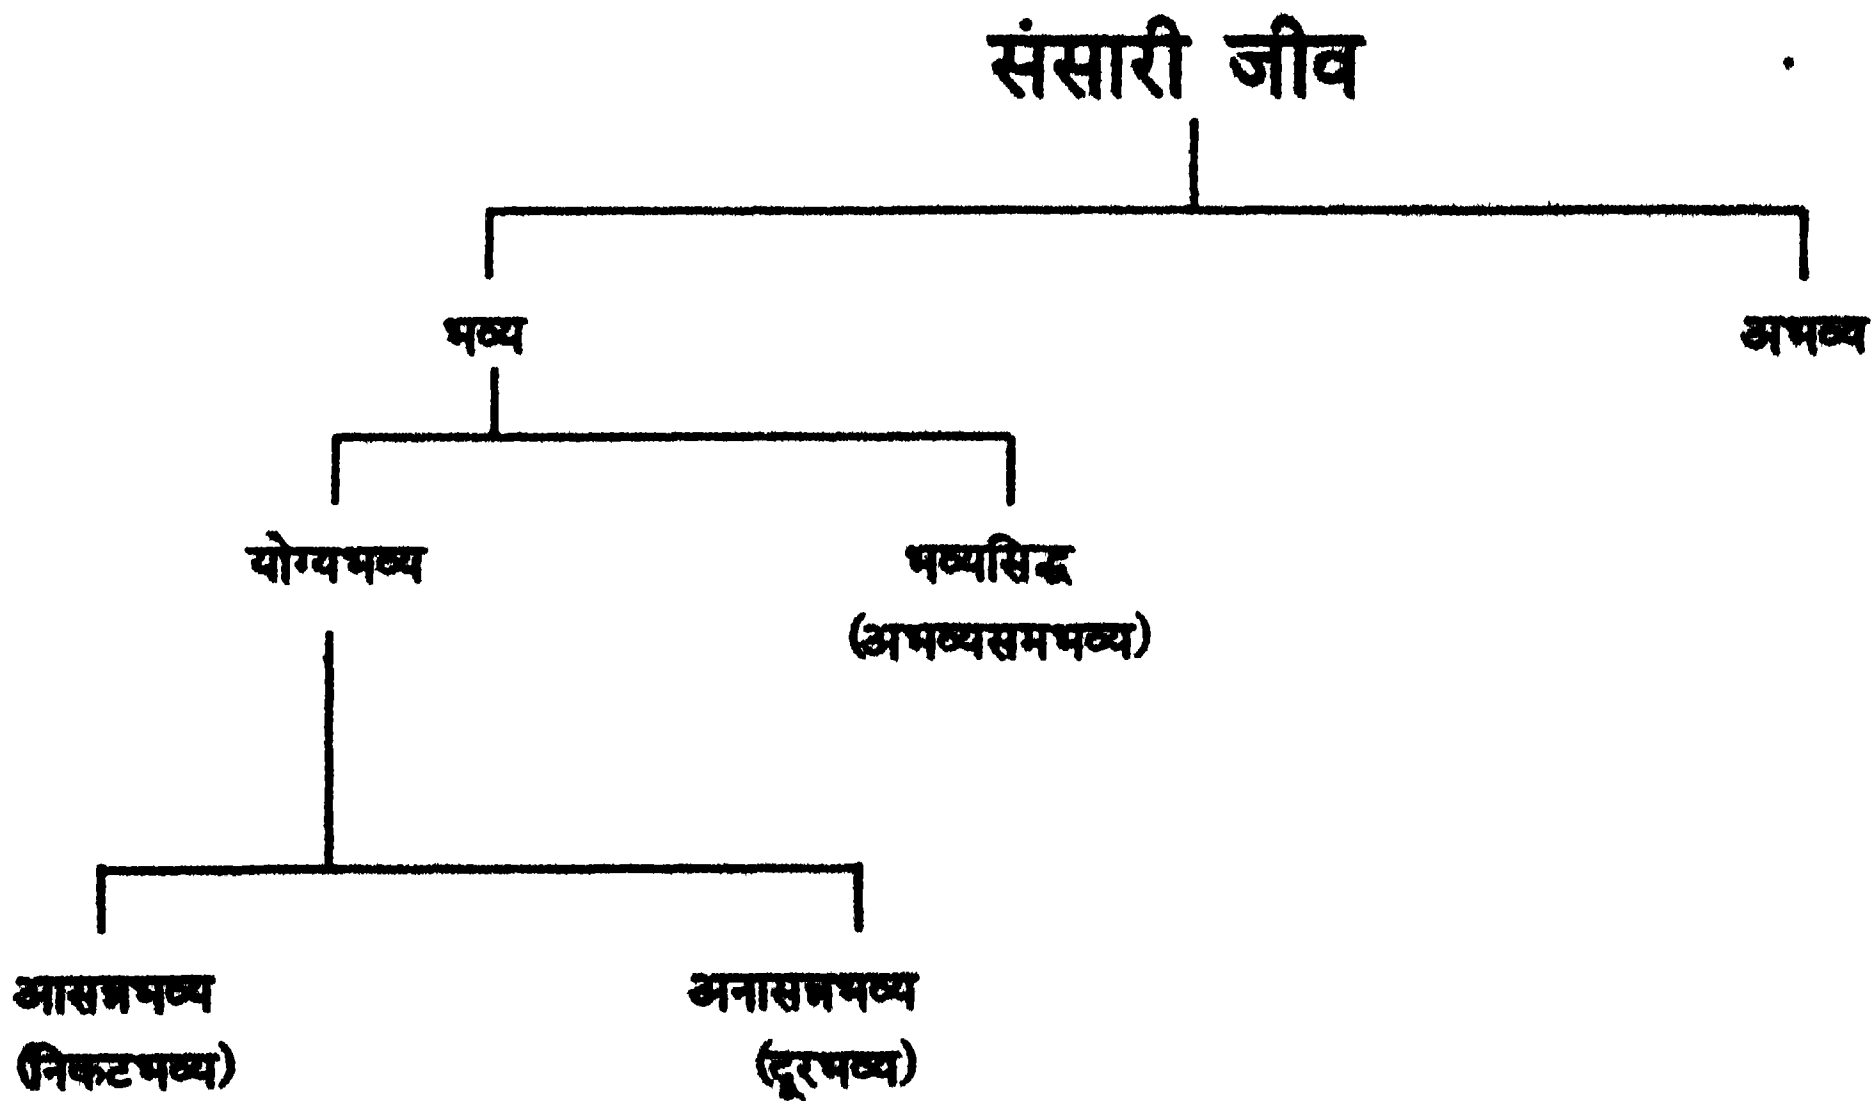 संसारी जीव
भव्य अभव्य
योग्यभव्य भव्यसिद्ध
(अभव्यसमभव्य)
आसन्नभव्य अनासन्नभव्य
(निकटभव्य) (दूरभव्य)